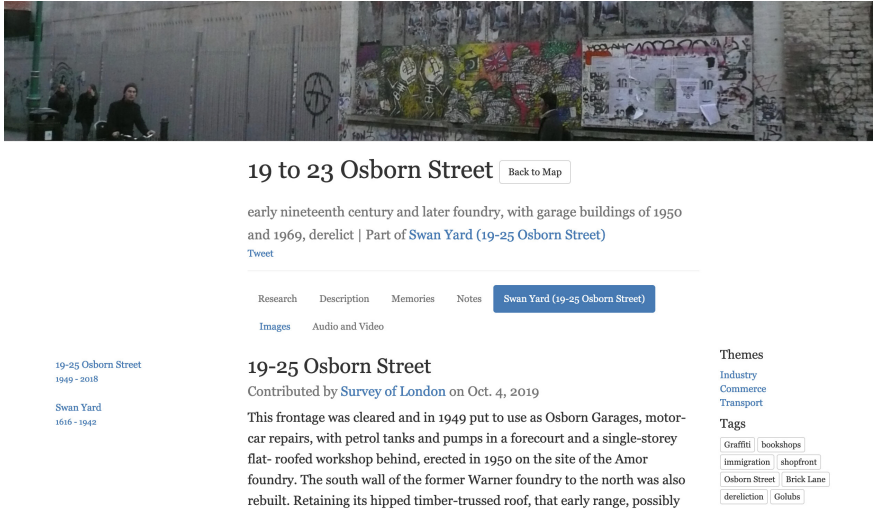 19 to 23 Osborn Street Back to Map
early nineteenth century and later foundry, with garage buildings of 1950
and 1969, derelict | Part of Swan Yard (19-25 Osborn Street)
Tweet
Research Description Memories Notes Swan Yard (19-25 Osborn Street)
Images Audio and Video
19-25 Osborn Street
1949 - 2018
Swan Yard
1616 - 1942
19-25 Osborn Street
Contributed by Survey of London on Oct. 4, 2019
This frontage was cleared and in 1949 put to use as Osborn Garages, motor-
car repairs, with petrol tanks and pumps in a forecourt and a single-storey
flat- roofed workshop behind, erected in 1950 on the site of the Amor
foundry. The south wall of the former Warner foundry to the north was also
rebuilt. Retaining its hipped timber-trussed roof, that early range, possibly
Themes
Industry
Commerce
Transport
Tags
Graffiti bookshops
immigration shopfront
Osborn Street Brick Lane
dereliction Golubs